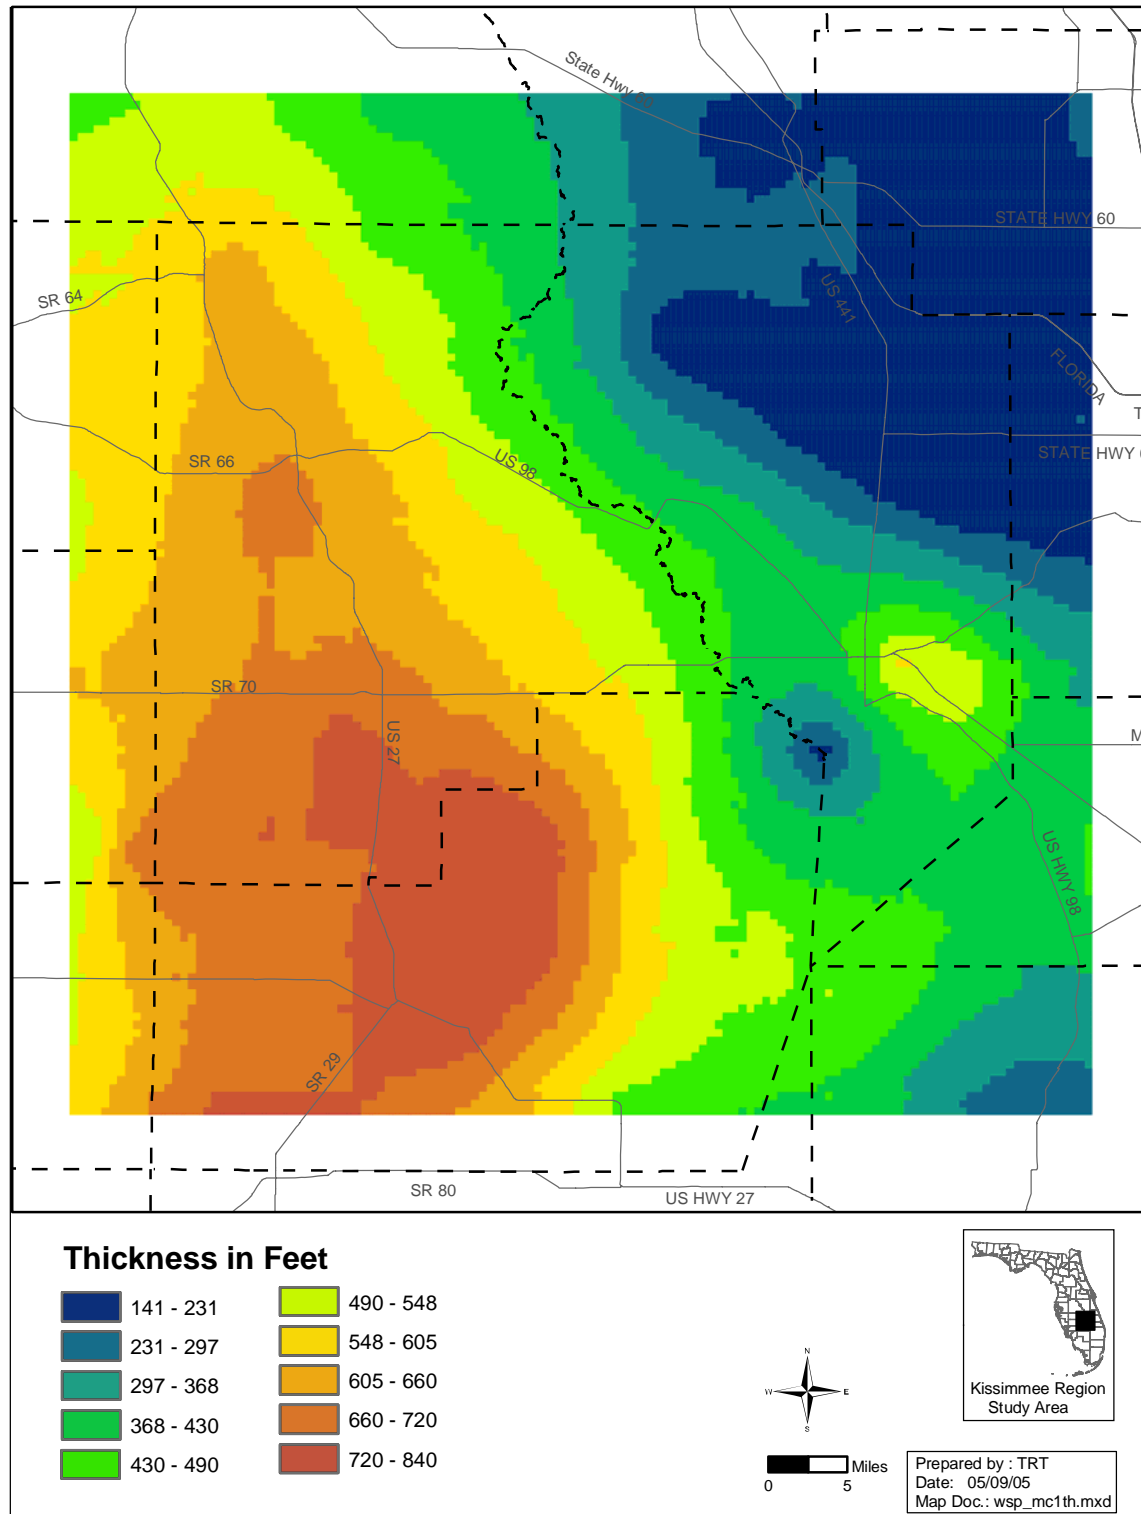 State Hwy 60
STATE HWY 60
SR 64
US 441
FLORIDA
T
SR 66
US 98
STATE HWY
SR 70
US 27
M
US HWY 98
SR 29
SR 80
US HWY 27
Thickness in Feet
141 - 231
231 - 297
297 - 368
368 - 430
430 - 490
490 - 548
548 - 605
605 - 660
660 - 720
720 - 840
N
W E
S
Miles
0 5
Kissimmee Region
Study Area
Prepared by : TRT
Date: 05/09/05
Map Doc.: wsp_mc1th.mxd